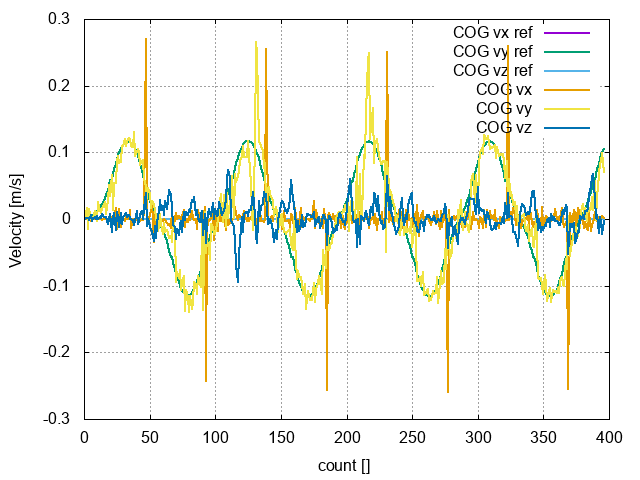 0.3
0.2
0.1
0
-0.1
-0.2
-0.3
Velocity [m/s]
COG vx ref
COG vy ref
COG vz ref
COG vx
COG vy
COG vz
0 50 100 150 200 250 300 350 400
count []